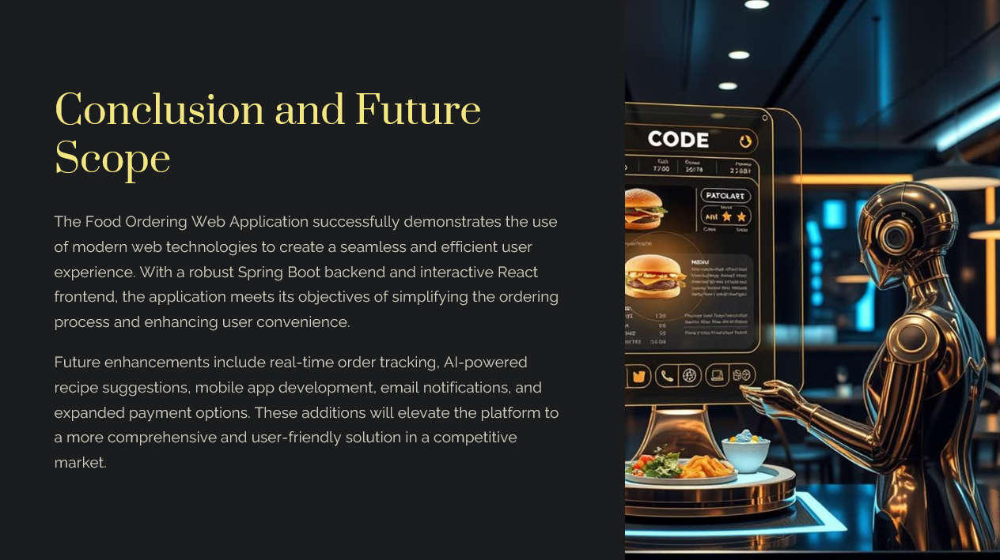 Conclusion and Future
Scope
The Food Ordering Web Application successfully demonstrates the use
of modern web technologies to create a seamless and efficient user
experience. With a robust Spring Boot backend and interactive React
frontend, the application meets its objectives of simplifying the ordering
process and enhancing user convenience.
Future enhancements include real-time order tracking, AI-powered
recipe suggestions, mobile app development, email notifications, and
expanded payment options. These additions will elevate the platform to
a more comprehensive and user-friendly solution in a competitive
market.
CODE
PATOLART